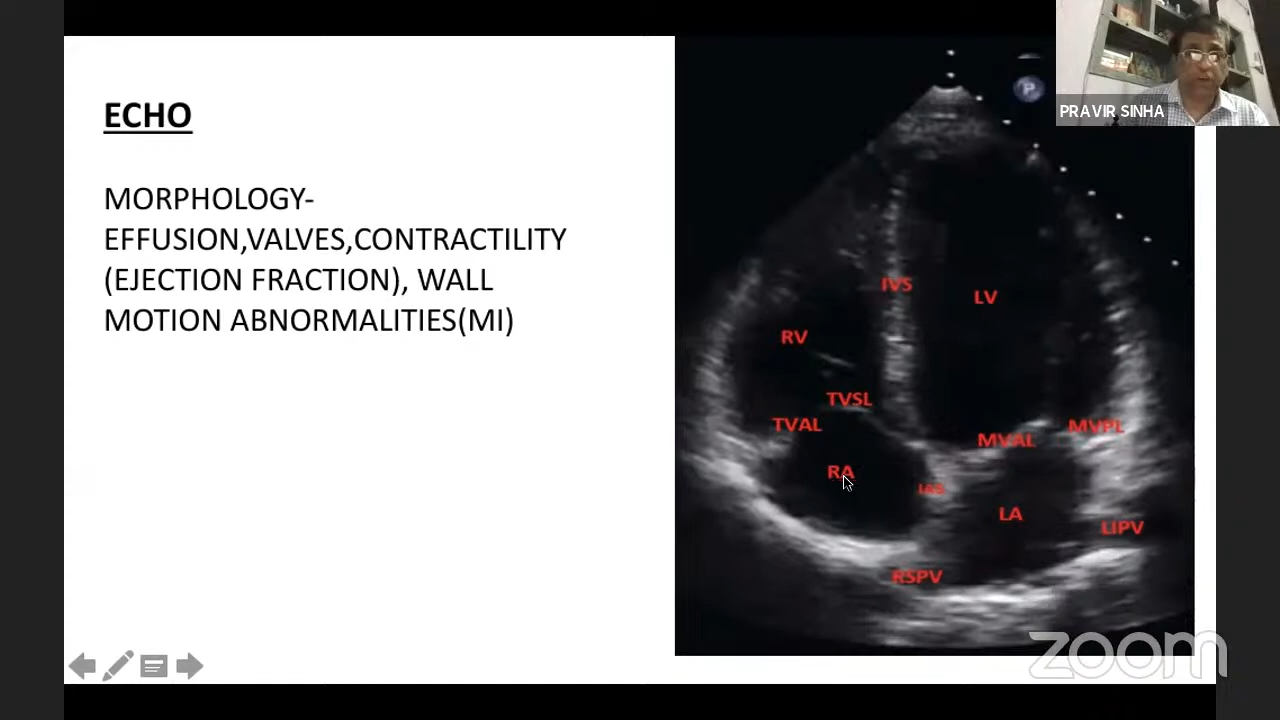 ECHO
MORPHOLOGY-
EFFUSION,VALVES,CONTRACTILITY
(EJECTION FRACTION), WALL
MOTION ABNORMALITIES(MI)
P
PRAVIR SINHA
IVS
LV
RV
TVSL
TVAL
MVPL
MVAL
RA
IAS
LA
LIPV
RSPV
zoom